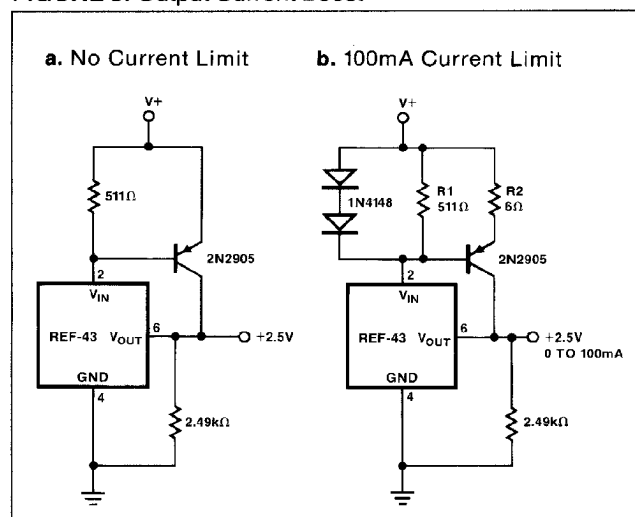 FIGURE Output Current Boost
a. No Current Limit
V+
511Ω
2N2905
2
VIN
REF-43
VOUT
6
+2.5V
GND
4
2.49kΩ
b. 100mA Current Limit
V+
1N4148
R1
511Ω
R2
6Ω
2N2905
2
VIN
REF-43
VOUT
6
+2.5V
0 TO 100mA
GND
4
2.49kΩ